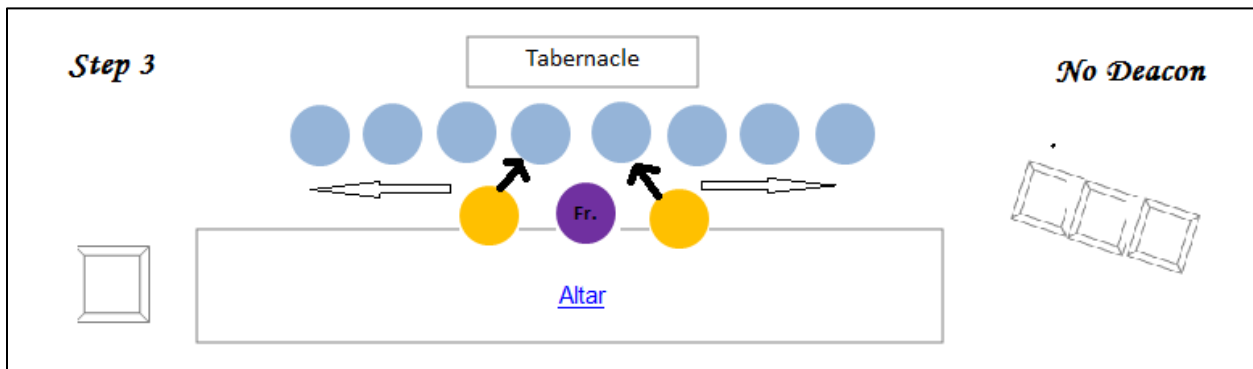 Step 3
Tabernacle
No Deacon
Fr.
Altar